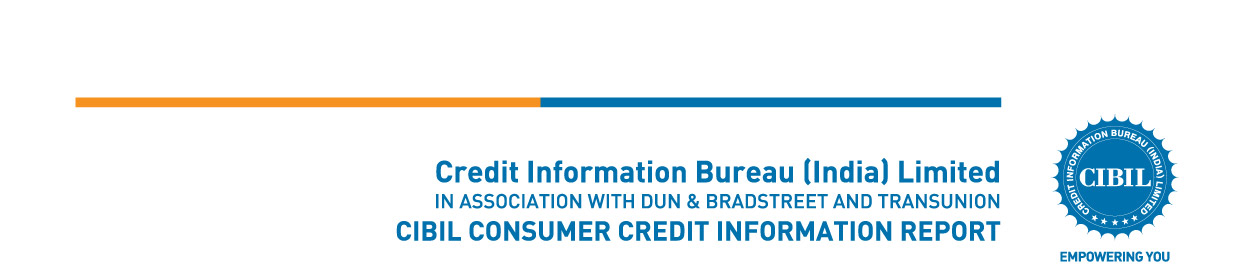 Credit Information Bureau (India) Limited
IN ASSOCIATION WITH DUN & BRADSTREET AND TRANSUNION
CIBIL CONSUMER CREDIT INFORMATION REPORT
CREDIT INFORMATION BUREAU (INDIA) LIMITED
CIBIL
EMPOWERING YOU